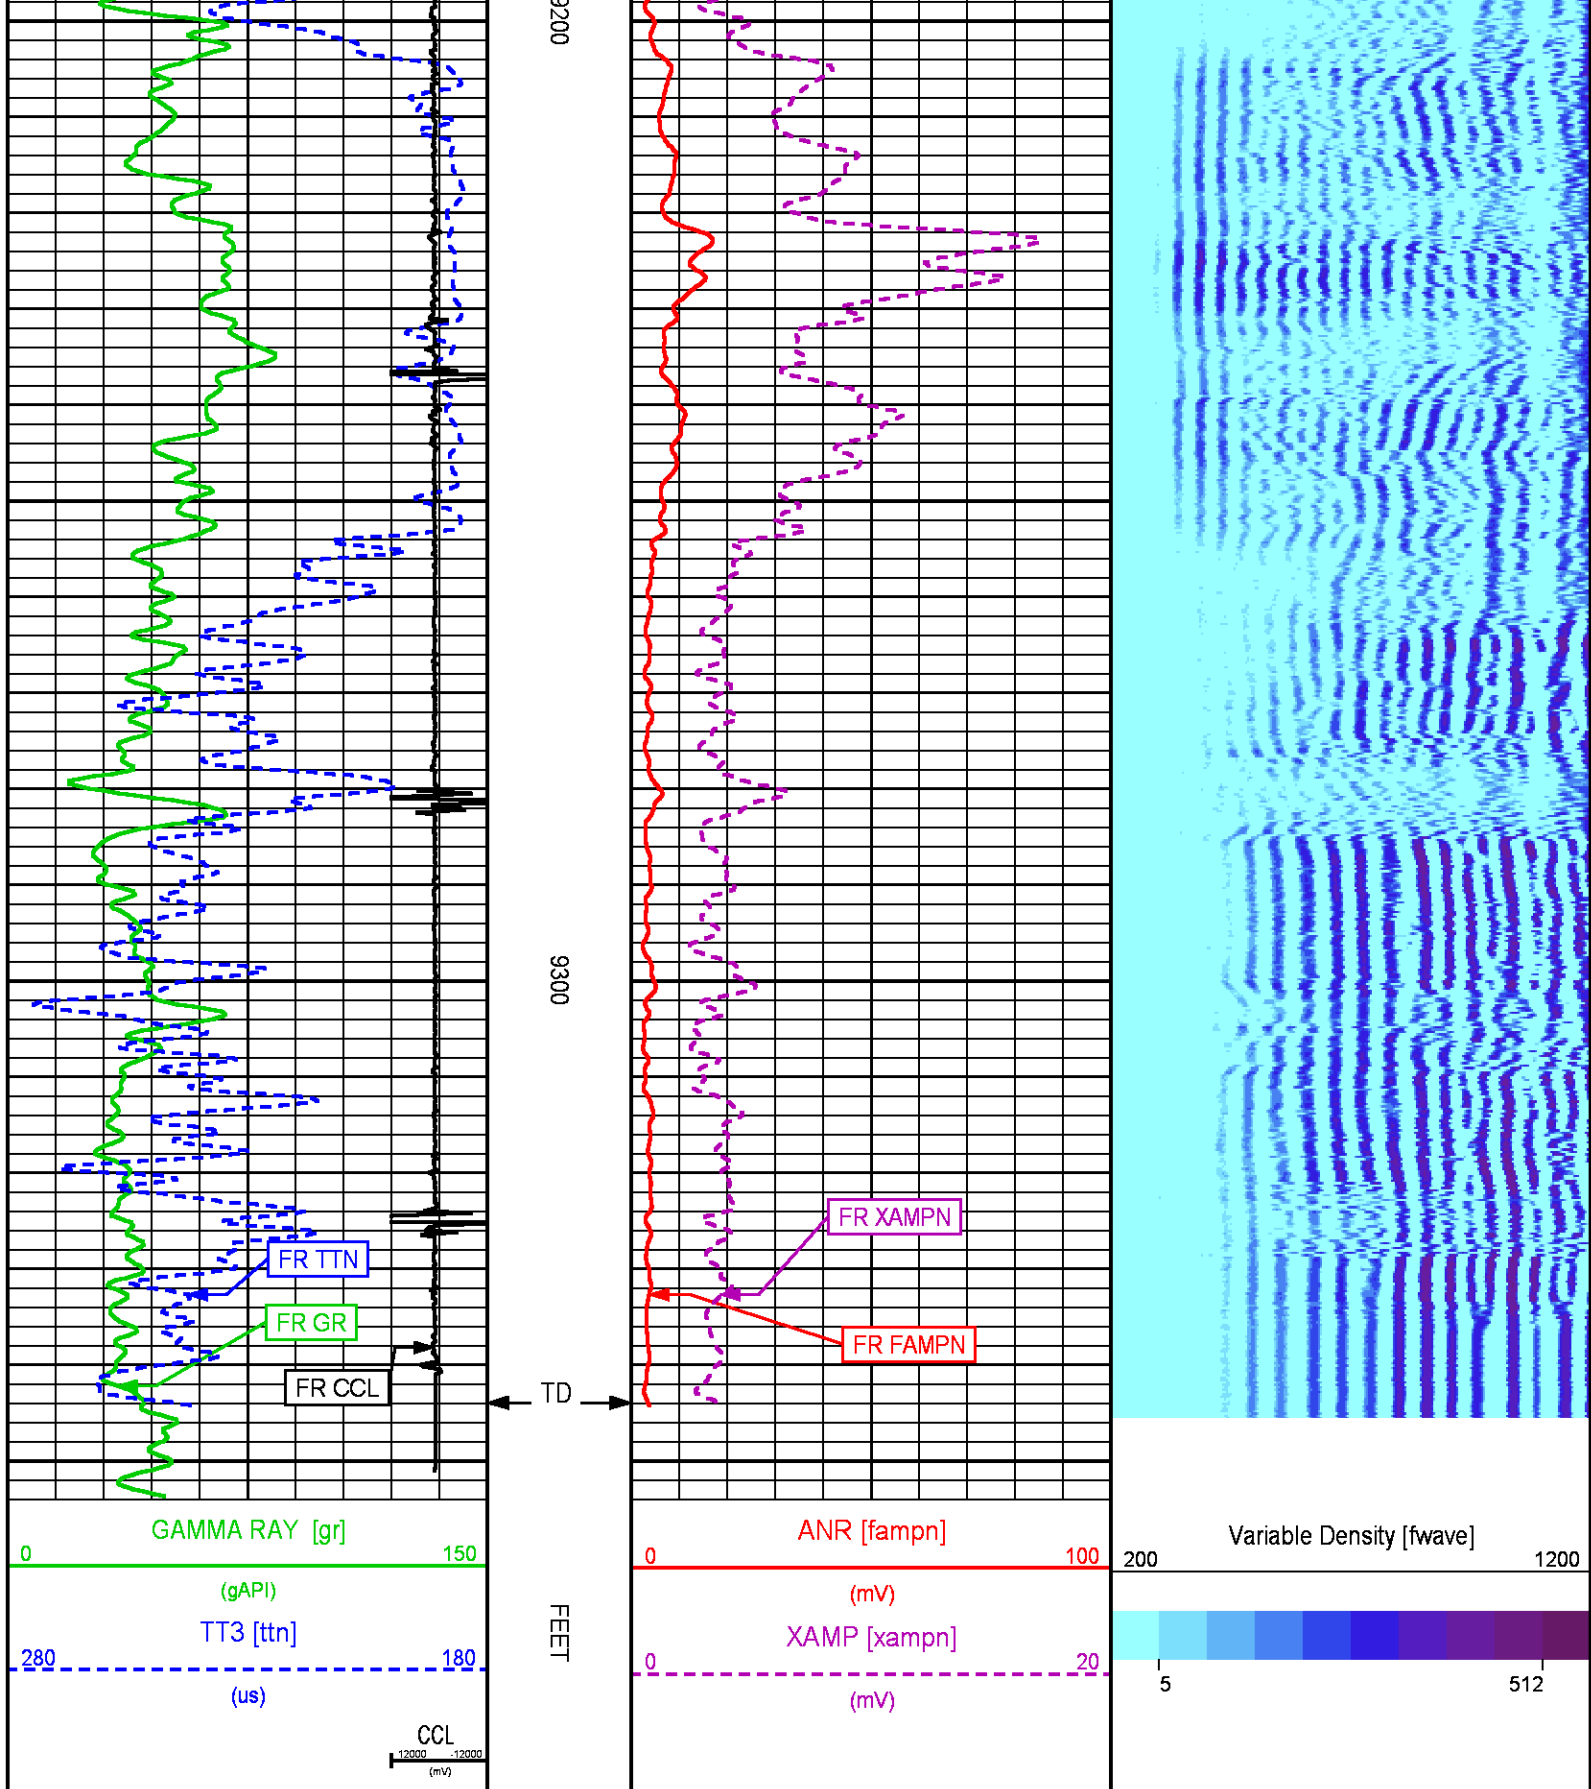 9200
9300
FR XAMPN
FR TTN
FR GR
FR FAMPN
FR CCL
TD
GAMMA RAY [gr]
0 150
(gAPI)
TT3 [ttn]
280 180
(us)
CCL
12000 -12000
(mV)
FEET
ANR [fampn]
0 100
(mV)
XAMP [xampn]
0 20
(mV)
Variable Density [fwave]
200 1200
5 512